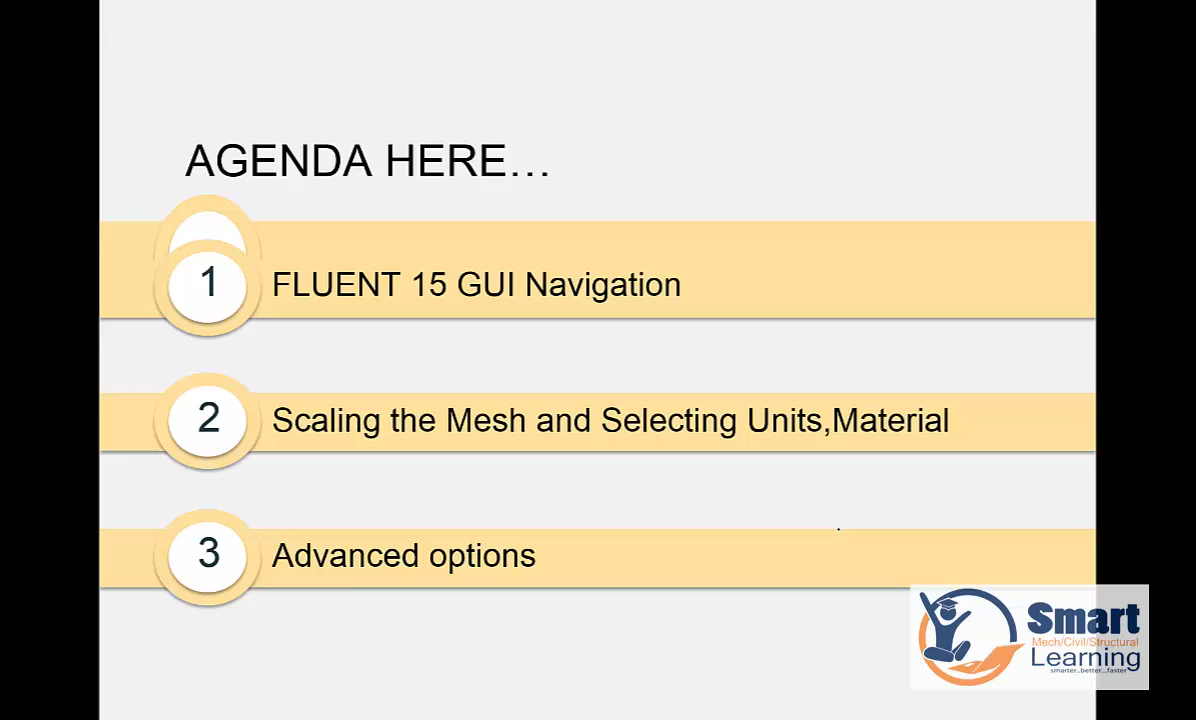 AGENDA HERE...
1 FLUENT 15 GUI Navigation
2 Scaling the Mesh and Selecting Units,Material
3 Advanced options
Smart
Mech/Civil/Structural
Learning
smarter..better...faster